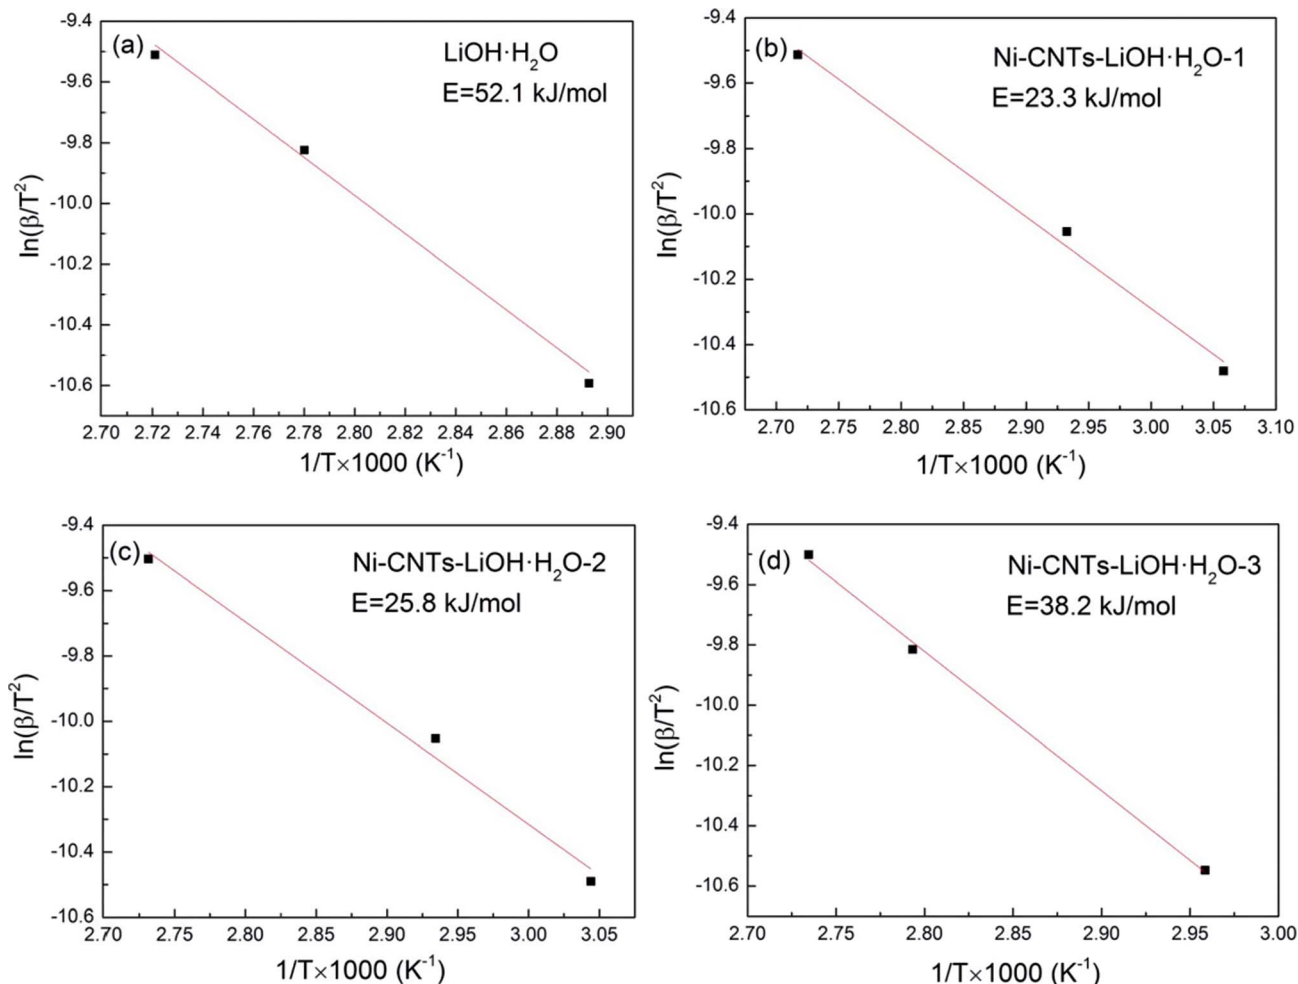 (a)
LiOH·H₂O
E=52.1 kJ/mol
ln(β/T²)
-9.4
-9.6
-9.8
-10.0
-10.2
-10.4
-10.6
2.70 2.72 2.74 2.76 2.78 2.80 2.82 2.84 2.86 2.88 2.90
1/T×1000 (K⁻¹)
(b)
Ni-CNTs-LiOH·H₂O-1
E=23.3 kJ/mol
ln(β/T²)
-9.4
-9.6
-9.8
-10.0
-10.2
-10.4
-10.6
2.70 2.75 2.80 2.85 2.90 2.95 3.00 3.05 3.10
1/T×1000 (K⁻¹)
(c)
Ni-CNTs-LiOH·H₂O-2
E=25.8 kJ/mol
ln(β/T²)
-9.4
-9.6
-9.8
-10.0
-10.2
-10.4
-10.6
2.70 2.75 2.80 2.85 2.90 2.95 3.00 3.05
1/T×1000 (K⁻¹)
(d)
Ni-CNTs-LiOH·H₂O-3
E=38.2 kJ/mol
ln(β/T²)
-9.4
-9.6
-9.8
-10.0
-10.2
-10.4
-10.6
2.70 2.75 2.80 2.85 2.90 2.95 3.00
1/T×1000 (K⁻¹)